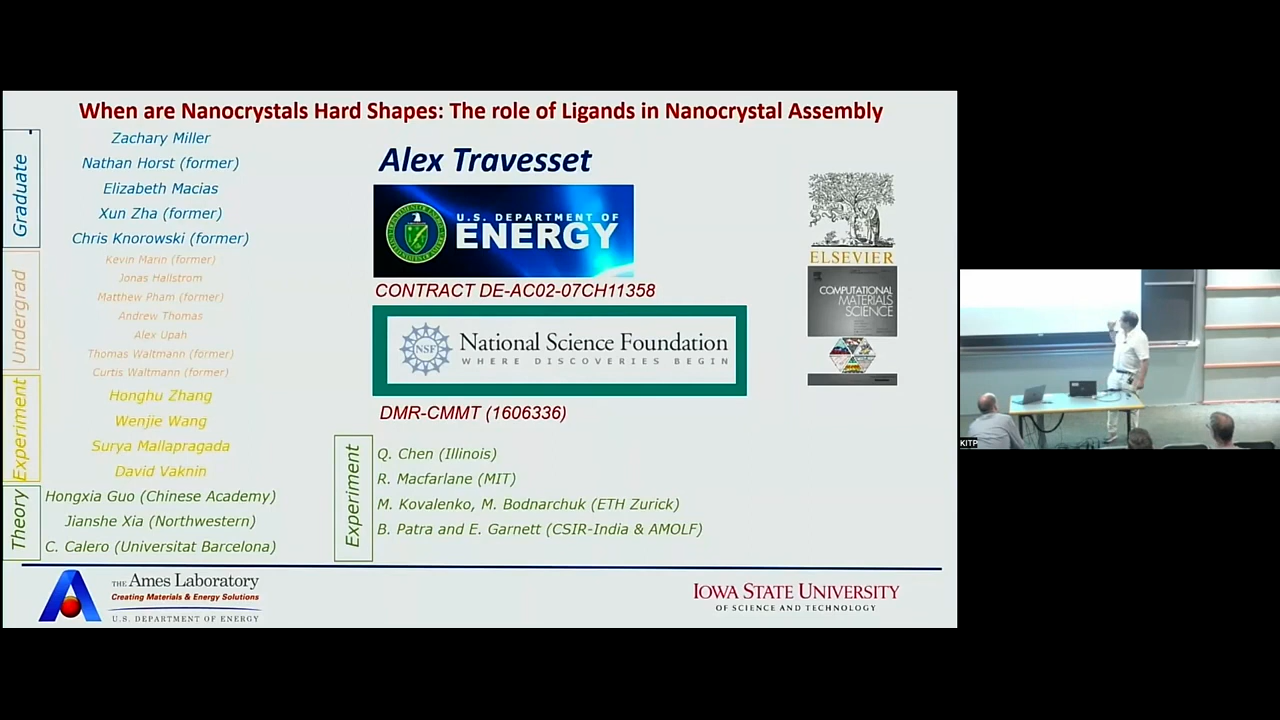 When are Nanocrystals Hard Shapes: The role of Ligands in Nanocrystal Assembly
Alex Travesset
Graduate
Zachary Miller
Nathan Horst (former)
Elizabeth Macias
Xun Zha (former)
Chris Knorowski (former)
Undergrad
Kevin Marin (former)
Jonas Hallstrom
Matthew Pham (former)
Andrew Thomas
Alex Upah
Thomas Waltmann (former)
Curtis Waltmann (former)
Experiment
Honghu Zhang
Wenjie Wang
Surya Mallapragada
David Vaknin
Theory
Hongxia Guo (Chinese Academy)
Jianshe Xia (Northwestern)
C. Calero (Universitat Barcelona)
U.S. DEPARTMENT OF
ENERGY
CONTRACT DE-AC02-07CH11358
NSF
National Science Foundation
WHERE DISCOVERIES BEGIN
DMR-CMMT (1606336)
Experiment
Q. Chen (Illinois)
R. Macfarlane (MIT)
M. Kovalenko, M. Bodnarchuk (ETH Zurick)
B. Patra and E. Garnett (CSIR-India & AMOLF)
ELSEVIER
COMPUTATIONAL
MATERIALS
SCIENCE
THE Ames Laboratory
Creating Materials & Energy Solutions
U.S. DEPARTMENT OF ENERGY
IOWA STATE UNIVERSITY
OF SCIENCE AND TECHNOLOGY
KITP